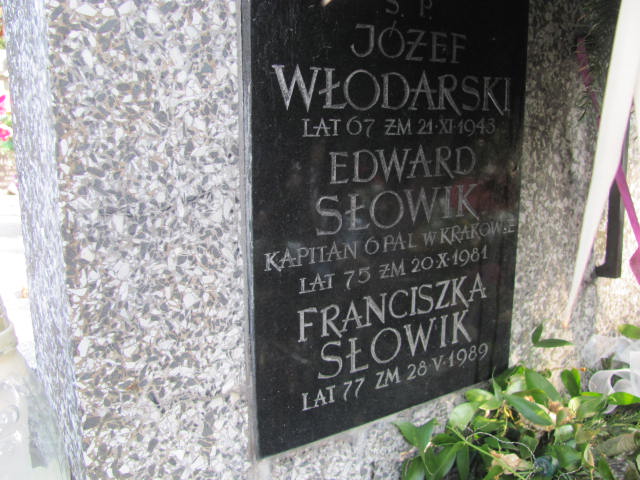 Ś. P.
JÓZEF
WŁODARSKI
LAT 67 ZM 21·XI·1943
EDWARD
SŁOWIK
KAPITAN 6 PAL W KRAKOWIE
LAT 75 ZM 20·X·1981
FRANCISZKA
SŁOWIK
LAT 77 ZM 28·V·1989